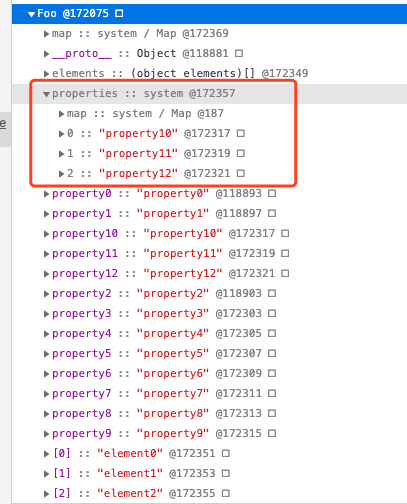 ▼Foo @172075 □
▶map :: system / Map @172369
▶__proto__ :: Object @118881 □
▶elements :: (object elements)[] @172349
▼properties :: system @172357
▶map :: system / Map @187
▶0 :: "property10" @172317 □
▶1 :: "property11" @172319 □
▶2 :: "property12" @172321 □
▶property0 :: "property0" @118893 □
▶property1 :: "property1" @118897 □
▶property10 :: "property10" @172317 □
▶property11 :: "property11" @172319 □
▶property12 :: "property12" @172321 □
▶property2 :: "property2" @118903 □
▶property3 :: "property3" @172303 □
▶property4 :: "property4" @172305 □
▶property5 :: "property5" @172307 □
▶property6 :: "property6" @172309 □
▶property7 :: "property7" @172311 □
▶property8 :: "property8" @172313 □
▶property9 :: "property9" @172315 □
▶[0] :: "element0" @172351 □
▶[1] :: "element1" @172353 □
▶[2] :: "element2" @172355 □
e